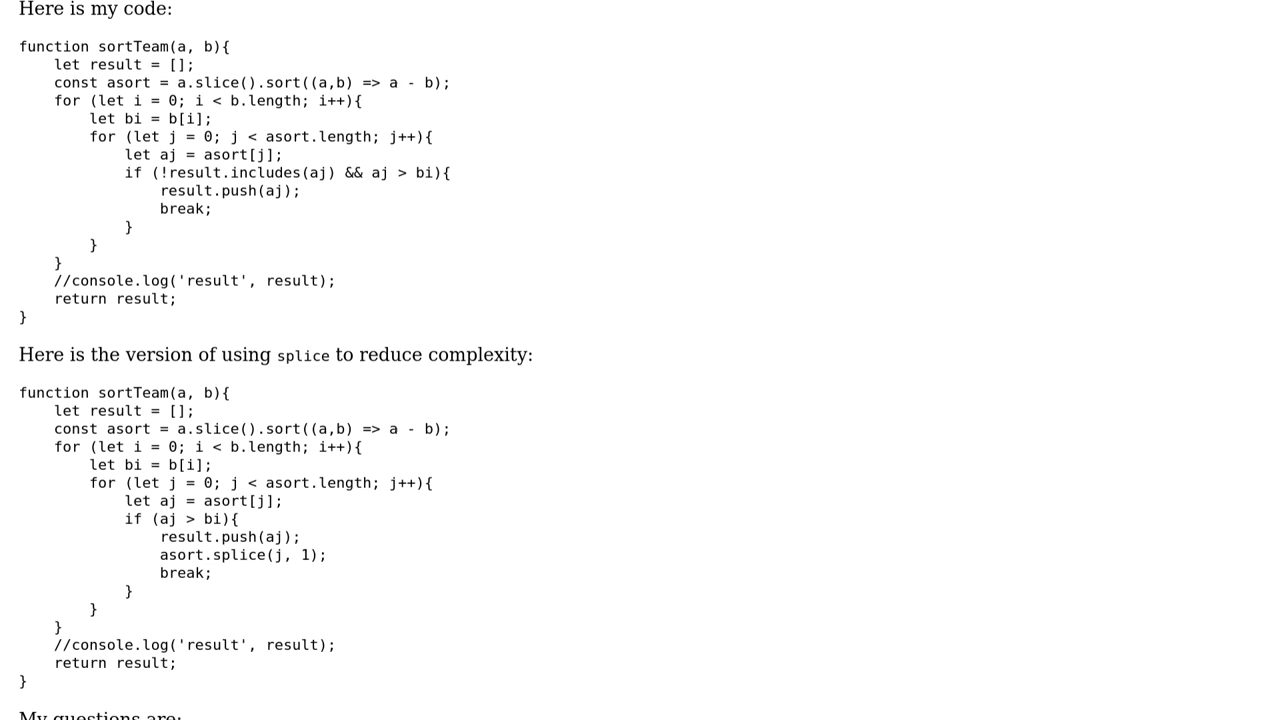 Here is my code:
function sortTeam(a, b){
    let result = [];
    const asort = a.slice().sort((a,b) => a - b);
    for (let i = 0; i < b.length; i++){
        let bi = b[i];
        for (let j = 0; j < asort.length; j++){
            let aj = asort[j];
            if (!result.includes(aj) && aj > bi){
                result.push(aj);
                break;
            }
        }
    }
    //console.log('result', result);
    return result;
}
Here is the version of using splice to reduce complexity:
function sortTeam(a, b){
    let result = [];
    const asort = a.slice().sort((a,b) => a - b);
    for (let i = 0; i < b.length; i++){
        let bi = b[i];
        for (let j = 0; j < asort.length; j++){
            let aj = asort[j];
            if (aj > bi){
                result.push(aj);
                asort.splice(j, 1);
                break;
            }
        }
    }
    //console.log('result', result);
    return result;
}
My questions are: